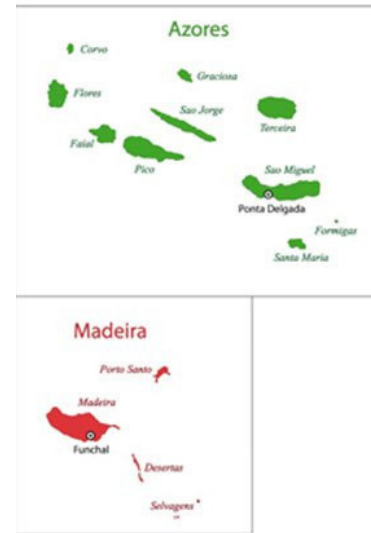 Azores
Corvo
Graciosa
Flores
Sao Jorge
Terceira
Faial
Pico
Sao Miguel
Ponta Delgada
Formigas
Santa Maria
Madeira
Porto Santo
Madeira
Funchal
Desertas
Selvagens